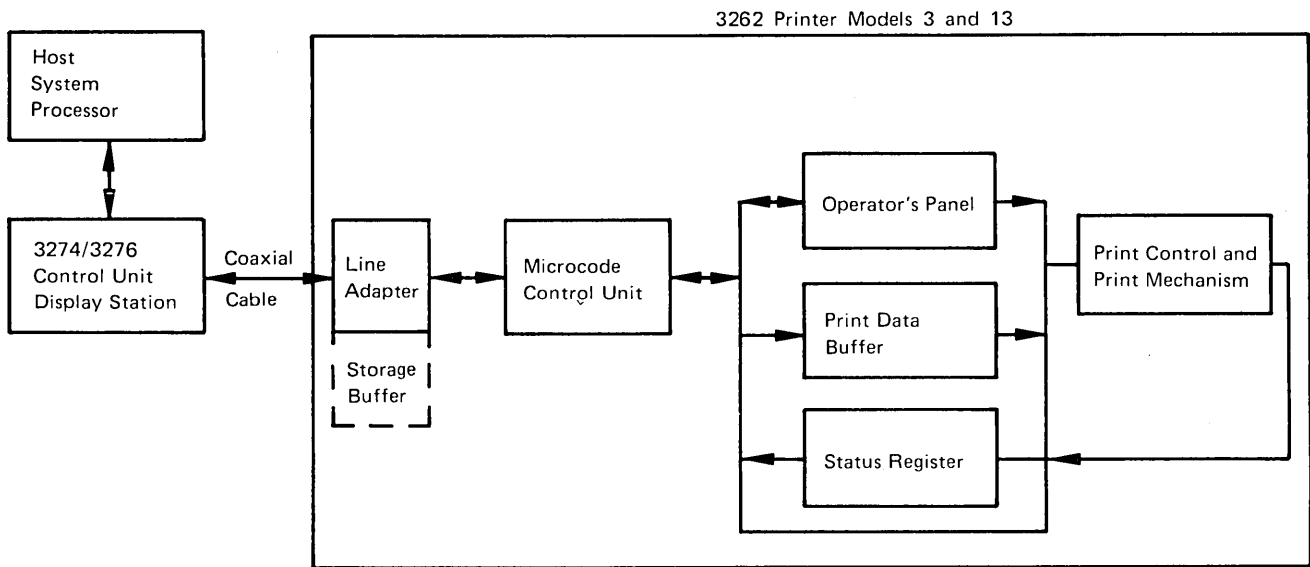 3262 Printer Models 3 and 13
Host
System
Processor
3274/3276
Control Unit
Display Station
Coaxial
Cable
Line
Adapter
Storage
Buffer
Microcode
Control Unit
Operator's Panel
Print Data
Buffer
Status Register
Print Control and
Print Mechanism